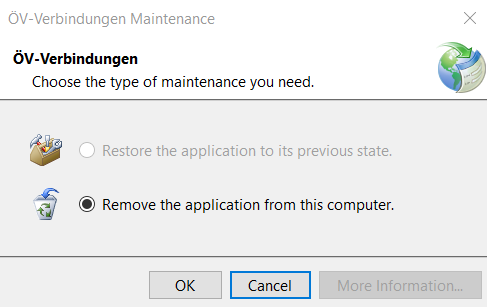 ÖV-Verbindungen Maintenance
ÖV-Verbindungen
Choose the type of maintenance you need.
Restore the application to its previous state.
Remove the application from this computer.
OK
Cancel
More Information...